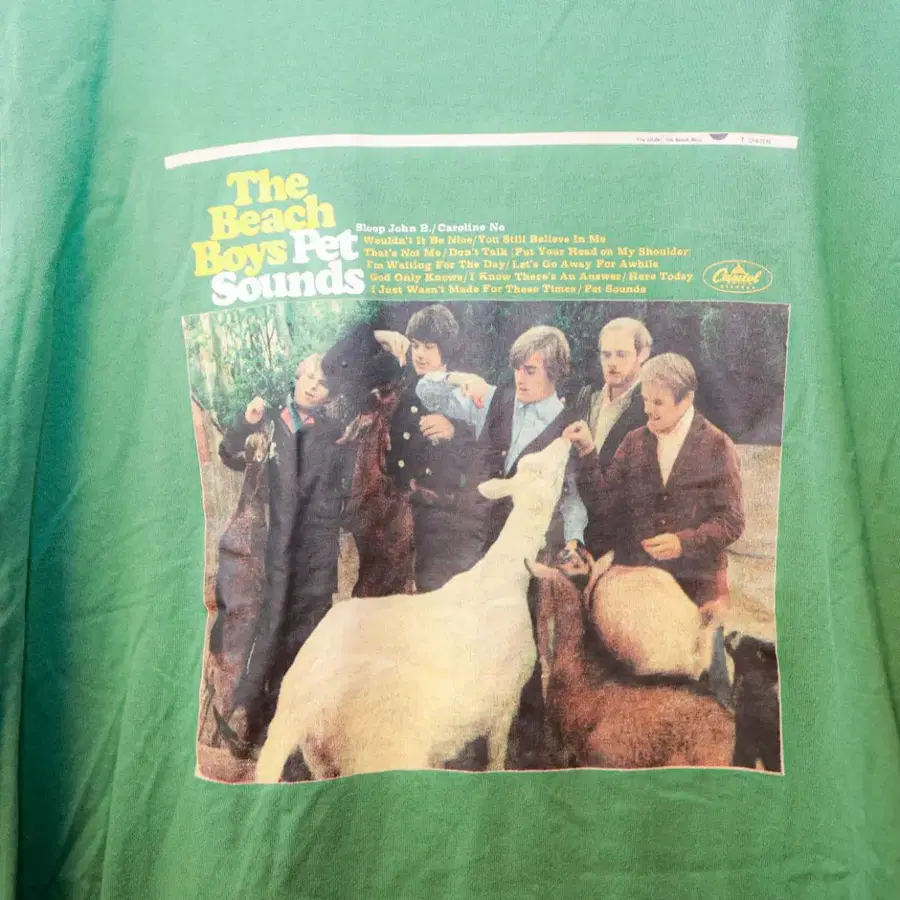 The
Beach
Boys Pet
Sounds
Sloop John B./Caroline No
Wouldn't It Be Nice/You Still Believe In Me
That's Not Me/Don't Talk (Put Your Head on My Shoulder)
I'm Waiting For The Day/Let's Go Away For Awhile
God Only Knows/I Know There's An Answer/Here Today
I Just Wasn't Made For These Times/Pet Sounds
Capitol
RECORDS